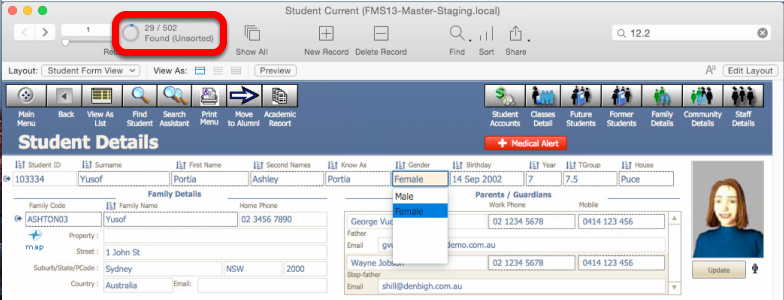 Student Current (FMS13-Master-Staging.local)
1
29 / 502
Found (Unsorted)
Show All
New Record
Delete Record
Find
Sort
Share
12.2
Layout: Student Form View
View As:
Preview
Edit Layout
Main Menu
Back
View As List
Find Student
Search Assistant
Print Menu
Move to Alumni
Academic Report
Student Accounts
Classes Detail
Future Students
Former Students
Family Details
Community Details
Staff Details
Student Details
Medical Alert
Student ID
Surname
First Name
Second Names
Know As
Gender
Birthday
Year
TGroup
House
103334
Yusof
Portia
Ashley
Portia
Female
14 Sep 2002
7
7.5
Puce
Male
Female
Family Details
Family Code
Family Name
Home Phone
ASHTON03
Yusof
02 3456 7890
map
Property :
Street : 1 John St
Suburb/State/PCode : Sydney NSW 2000
Country : Australia
Email:
Parents / Guardians
Work Phone
Mobile
George
02 1234 5678
0414 123 456
Father
Email
demo.com.au
Wayne
02 1234 5678
0414 123 456
Step-father
Email
shill@denbigh.com.au
Update